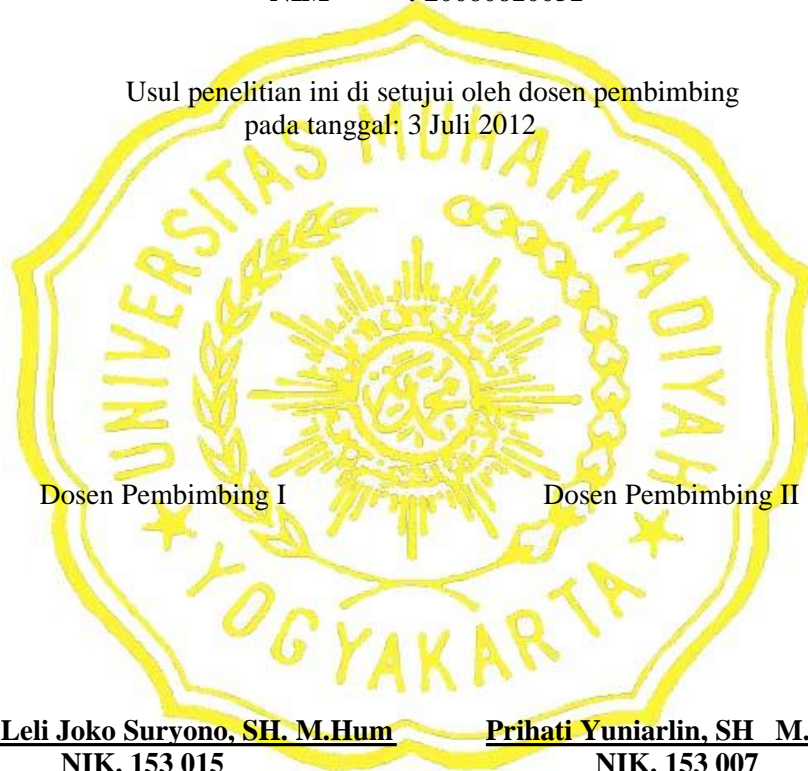 Usul penelitian ini di setujui oleh dosen pembimbing
pada tanggal: 3 Juli 2012
UNIVERSITAS MUHAMMADIYAH
YOGYAKARTA
Dosen Pembimbing I Dosen Pembimbing II
Leli Joko Suryono, SH. M.Hum Prihati Yuniarlin, SH M.
NIK. 153 015 NIK. 153 007